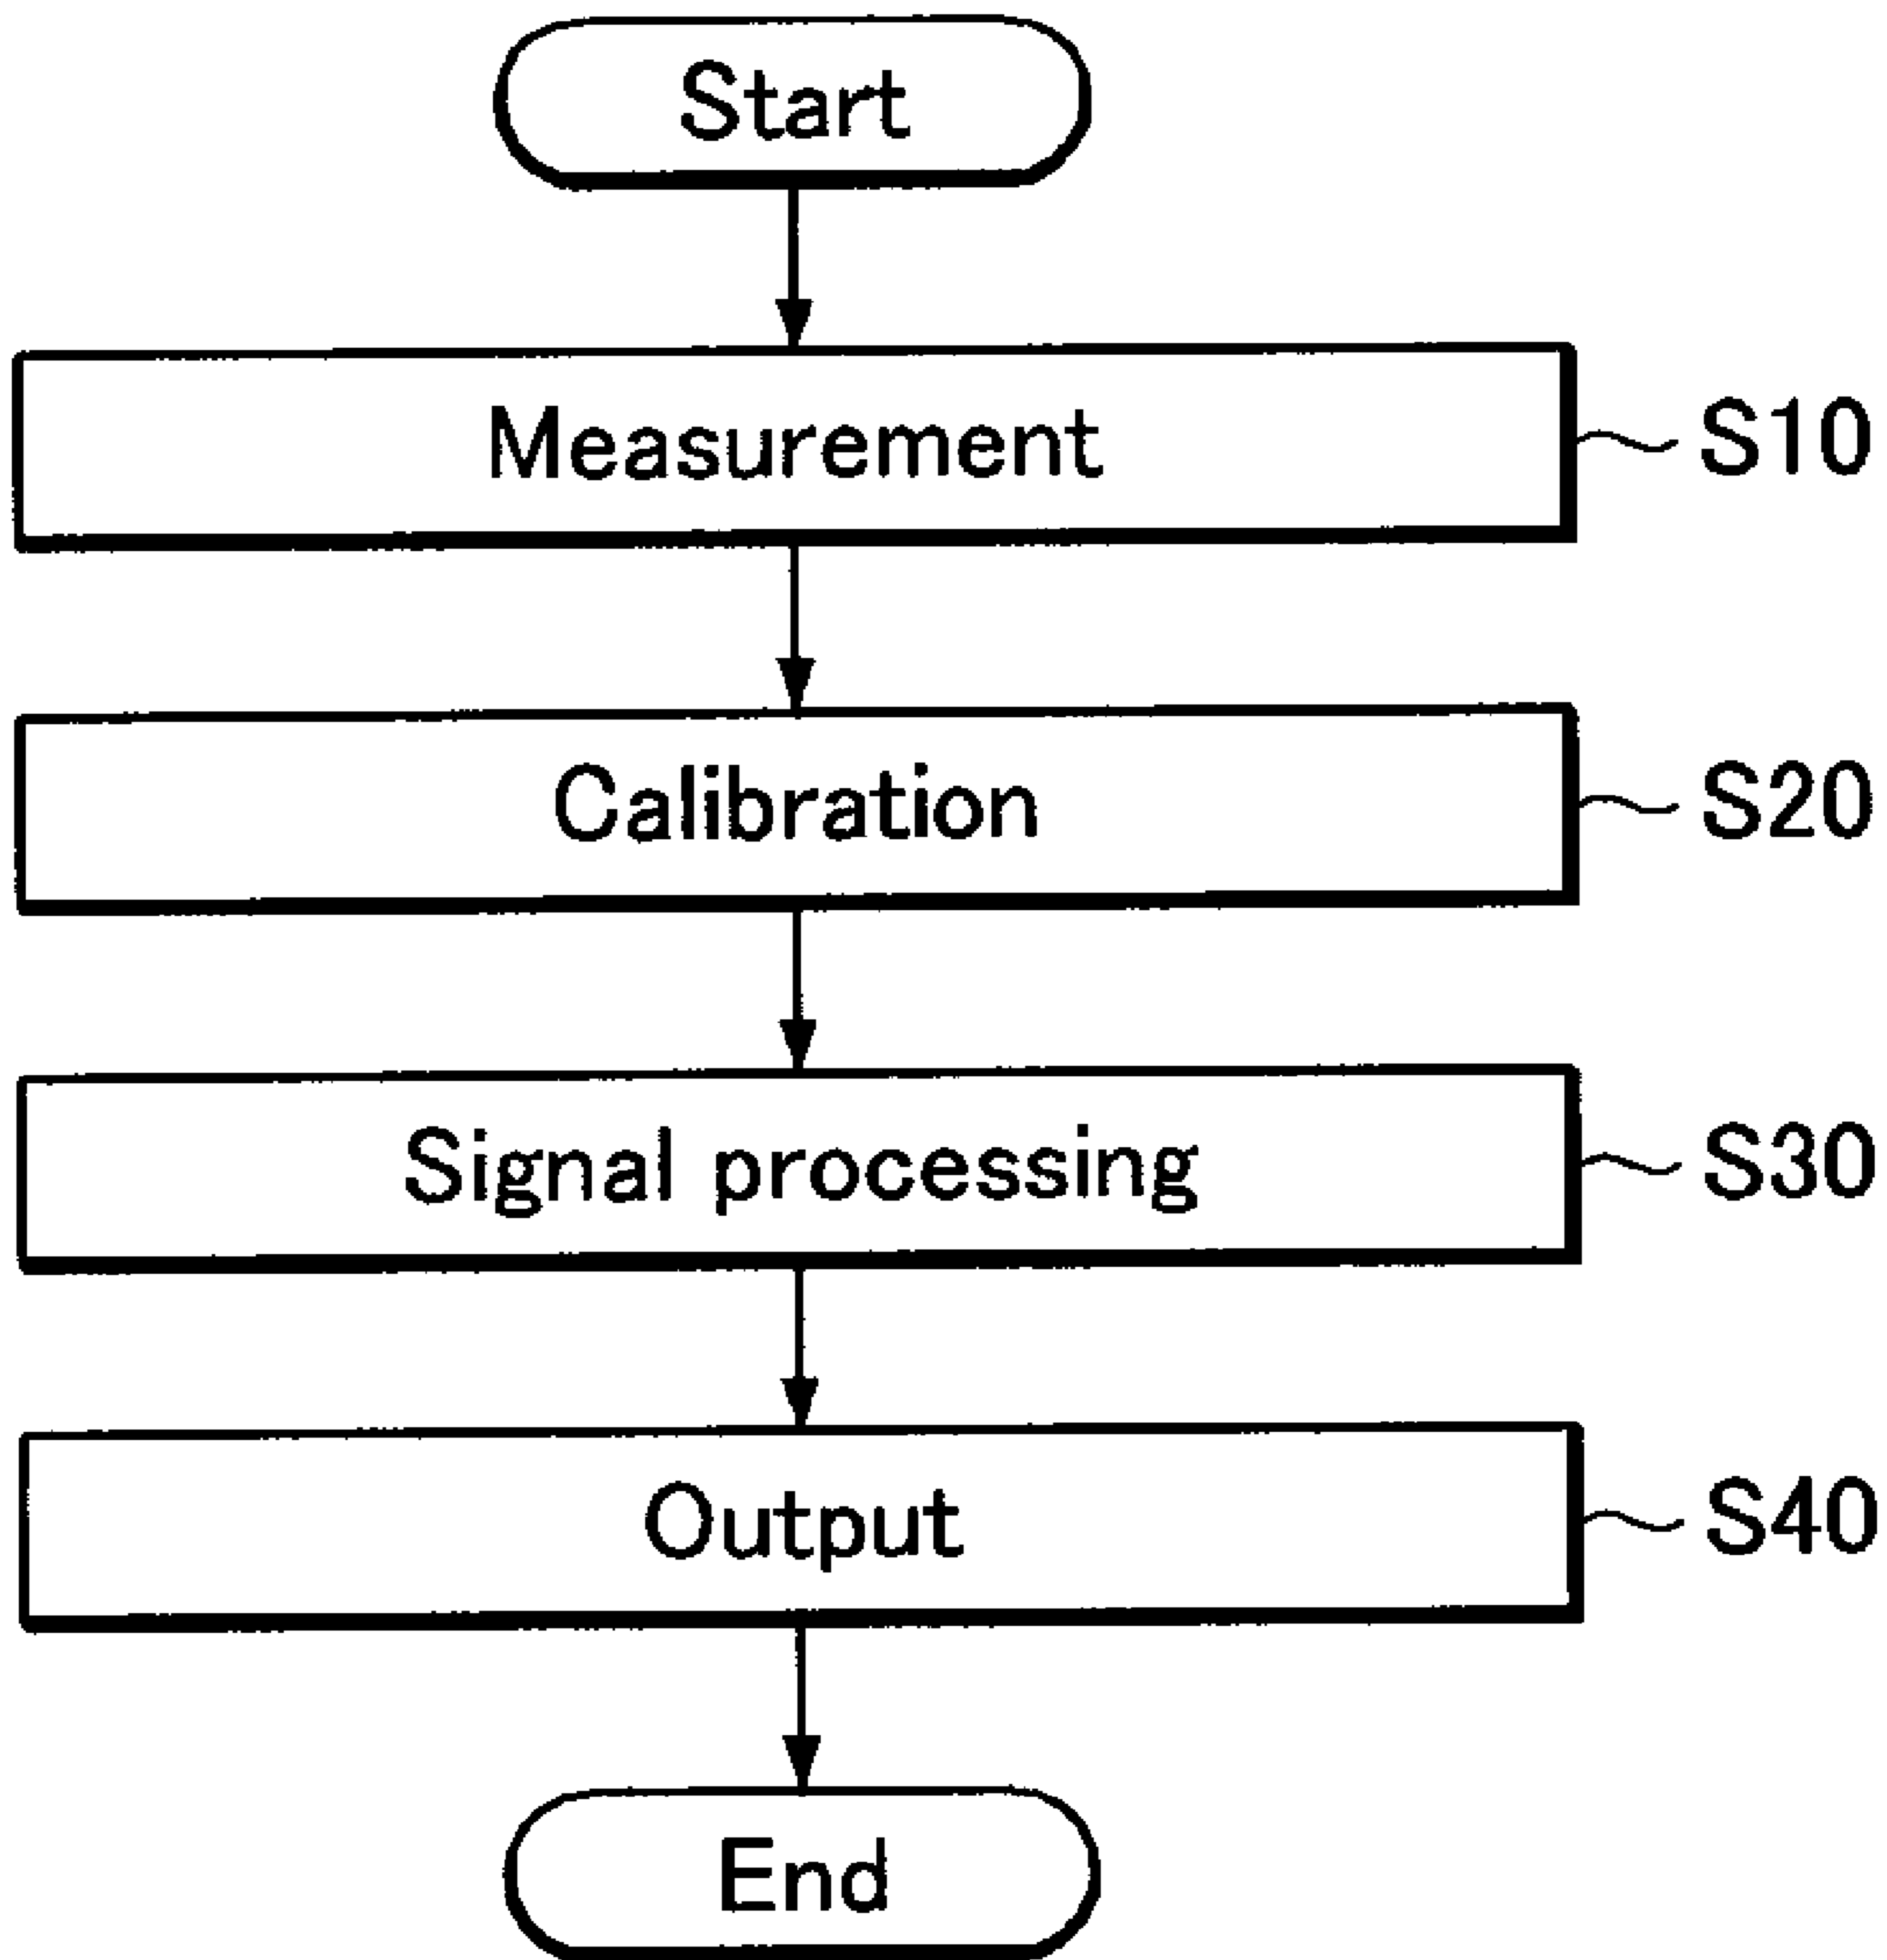 Start
Measurement S10
Calibration S20
Signal processing S30
Output S40
End